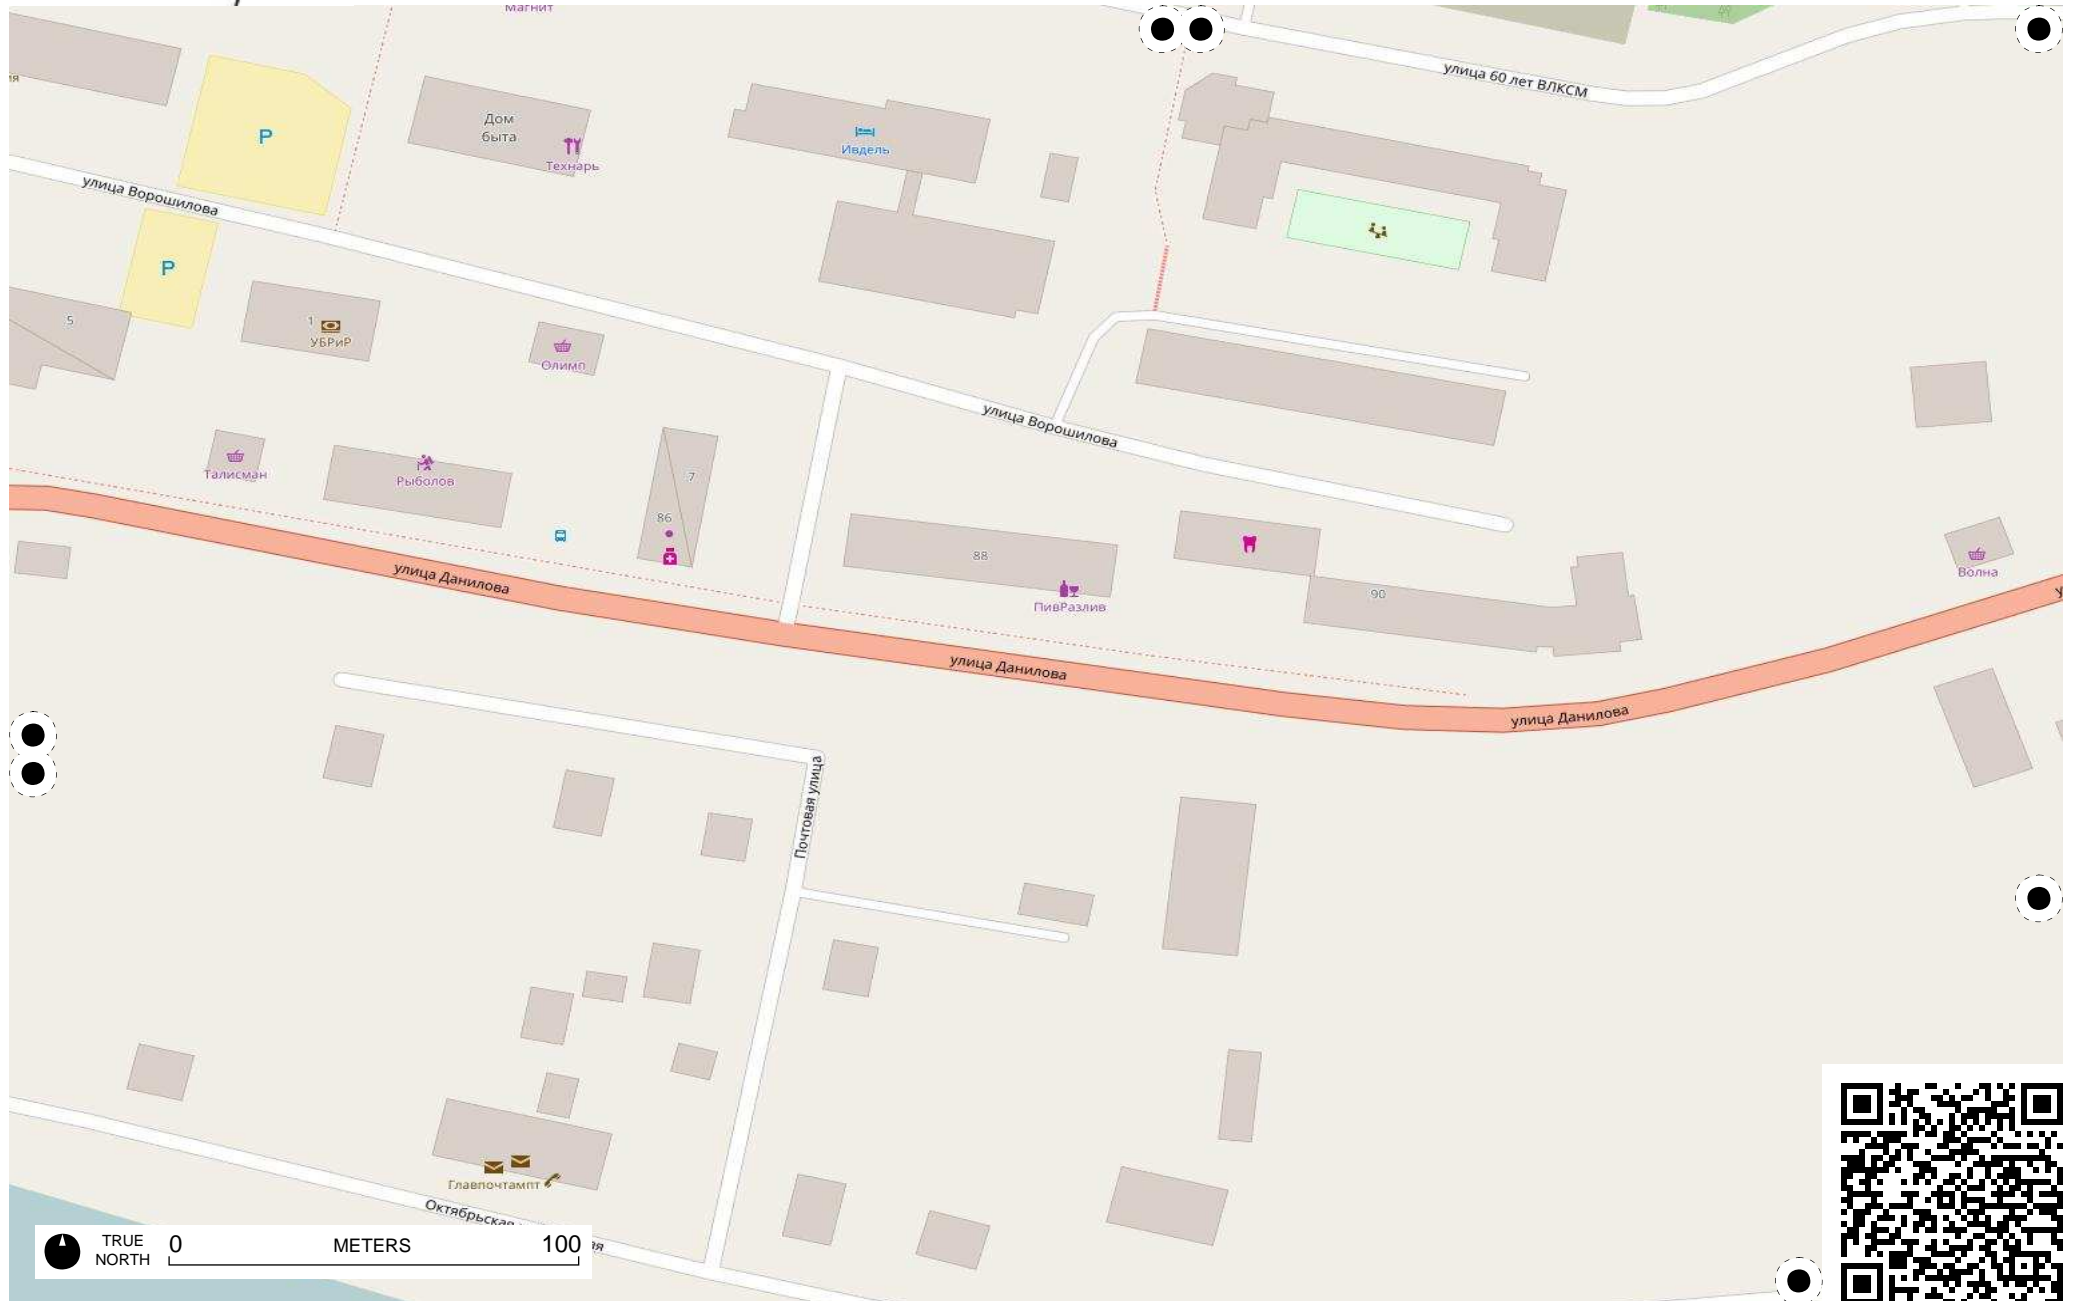 Магнит
улица 60 лет ВЛКСМ
Дом
быта
Технарь
Ивдель
P
улица Ворошилова
P
5
1
УБРиР
Олимп
улица Ворошилова
Талисман
Рыболов
7
86
88
ПивРазлив
90
Волна
улица Данилова
улица Данилова
улица Данилова
Почтовая улица
Главпочтампт
Октябрьская
TRUE
NORTH
0 METERS 100